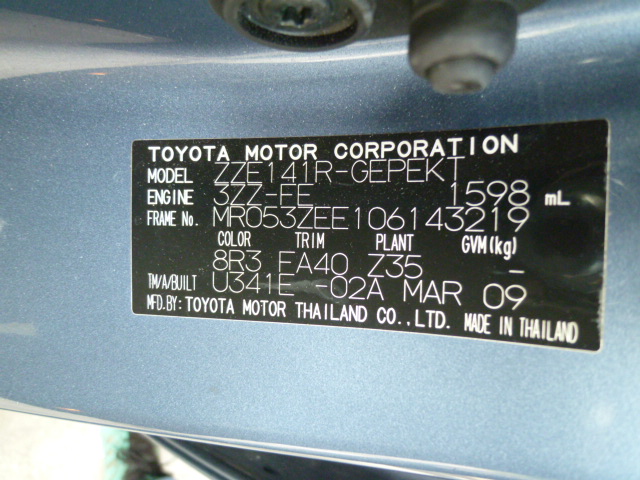 TOYOTA MOTOR CORPORATION
MODEL ZZE141R-GEPEKT
ENGINE 3ZZ-FE 1598 mL
FRAME No. MR053ZEE106143219
COLOR TRIM PLANT GVM(kg)
8R3 FA40 Z35 -
TM/A/BUILT U341E -02A MAR 09
MFD.BY: TOYOTA MOTOR THAILAND CO.,LTD. MADE IN THAILAND